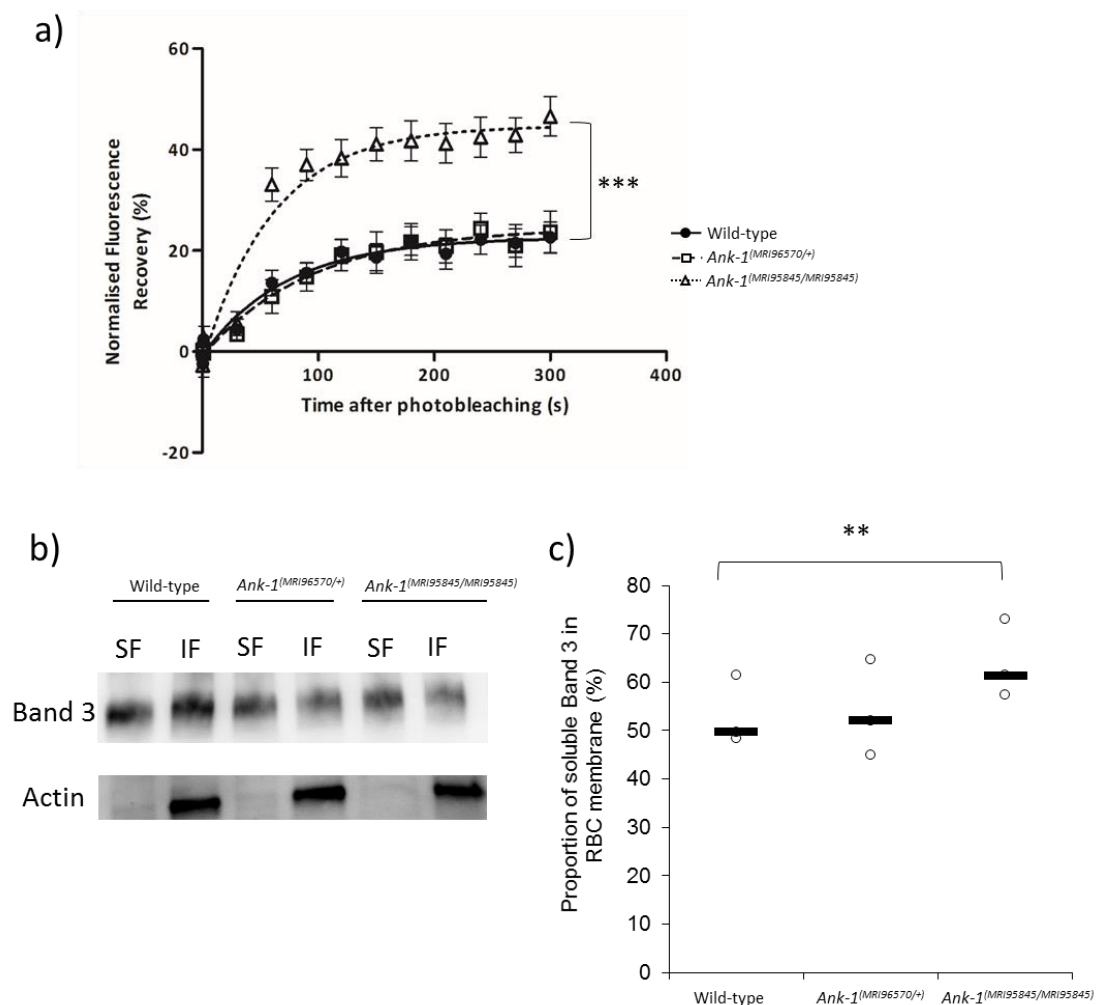 a)
60
40
20
0
-20
100
200
300
400
Normalised Fluorescence
Recovery (%)
Time after photobleaching (s)
***
Wild-type
Ank-1(MRI96570/+)
Ank-1(MRI95845/MRI95845)
b)
Wild-type Ank-1(MRI96570/+) Ank-1(MRI95845/MRI95845)
SF IF SF IF SF IF
Band 3
Actin
c)
**
Proportion of soluble Band 3 in
RBC membrane (%)
80
70
60
50
40
30
20
10
0
Wild-type Ank-1(MRI96570/+) Ank-1(MRI95845/MRI95845)